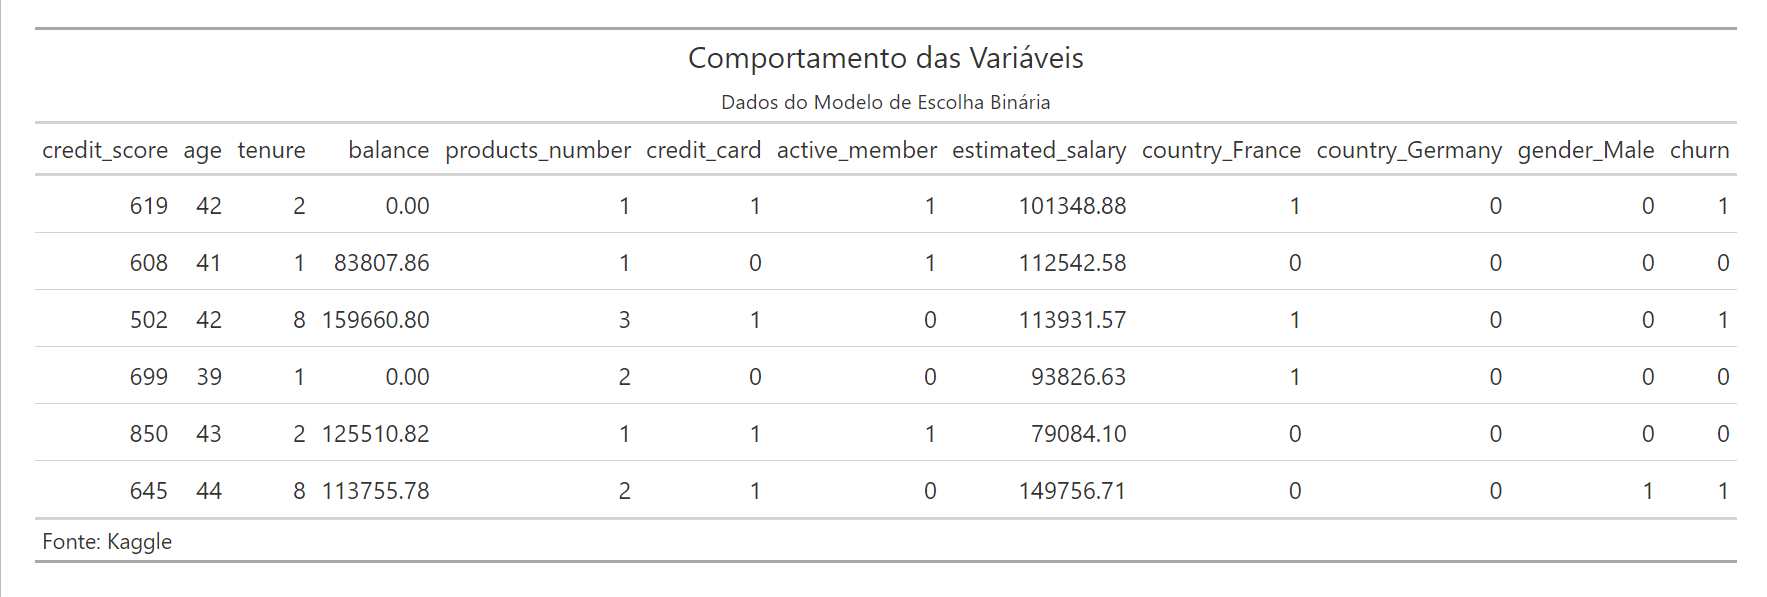 Comportamento das Variáveis
Dados do Modelo de Escolha Binária
credit_score age tenure balance products_number credit_card active_member estimated_salary country_France country_Germany gender_Male churn
619 42 2 0.00 1 1 1 101348.88 1 0 0 1
608 41 1 83807.86 1 0 1 112542.58 0 0 0 0
502 42 8 159660.80 3 1 0 113931.57 1 0 0 1
699 39 1 0.00 2 0 0 93826.63 1 0 0 0
850 43 2 125510.82 1 1 1 79084.10 0 0 0 0
645 44 8 113755.78 2 1 0 149756.71 0 0 1 1
Fonte: Kaggle